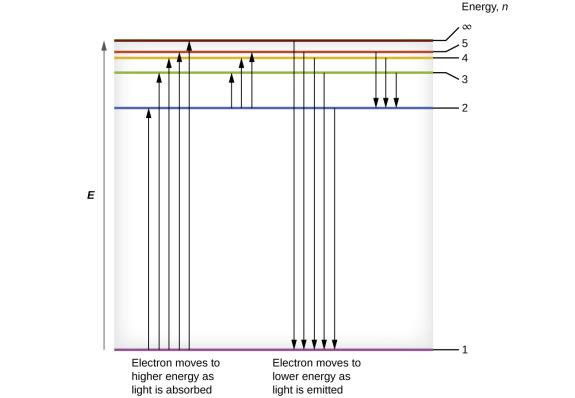 Energy, n
∞
5
4
3
2
E
1
Electron moves to
higher energy as
light is absorbed
Electron moves to
lower energy as
light is emitted